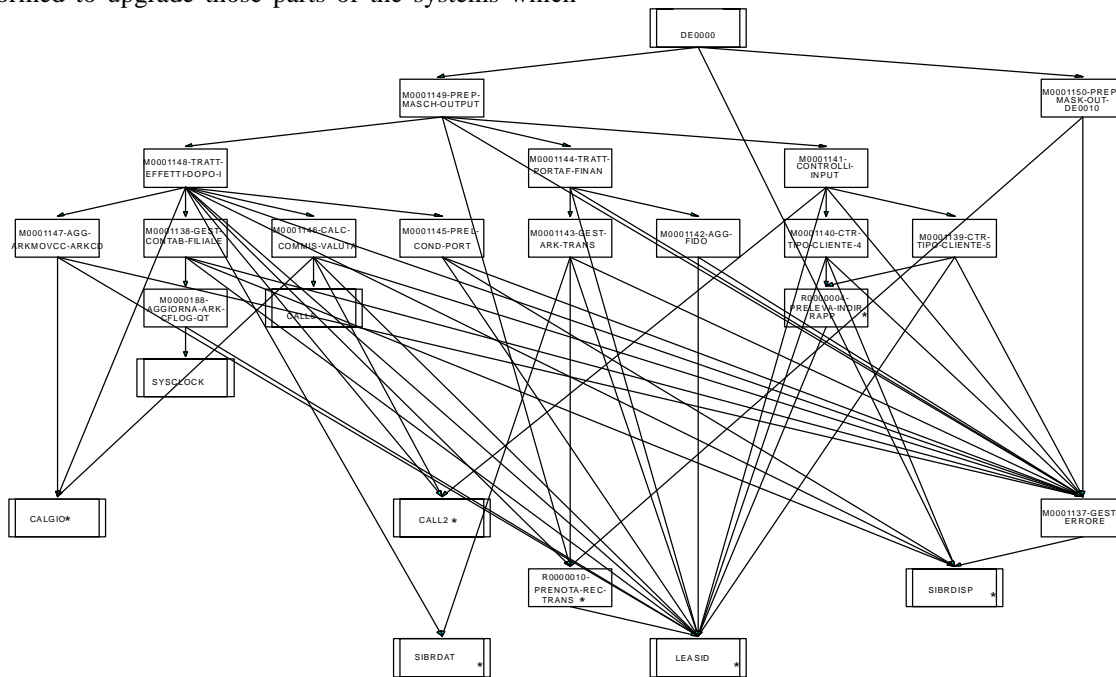 ormed to upgrade those parts of the systems which
DE0000
M0001149-PREP-
MASCH-OUTPUT
M0001150-PREP
MASK-OUT-
DE0010
M0001148-TRATT-
EFFETTI-DOPO-I
M0001144-TRATT-
PORTAF-FINAN
M0001141-
CONTROLLI-
INPUT
M0001147-AGG-
ARKMOVCC-ARKCD
M0001138-GEST-
CONTAB-FILIALE
M0001146-CALC-
COMMIS-VALUTA
M0001145-PREL-
COND-PORT
M0001143-GEST-
ARK-TRANS
M0001142-AGG-
FIDO
M0001140-CTR-
TIPO-CLIENTE-4
M0001139-CTR-
TIPO-CLIENTE-5
M0000188-
AGGIORNA-ARK-
CFLOG-QT
R0000004-
PRELEVA-INDIR
RAPP *
SYSCLOCK
CALGIO*
CALL2 *
M0001137-GEST-
ERRORE
R0000010-
PRENOTA-REC-
TRANS *
SIBRDISP *
SIBRDAT *
LEASID *